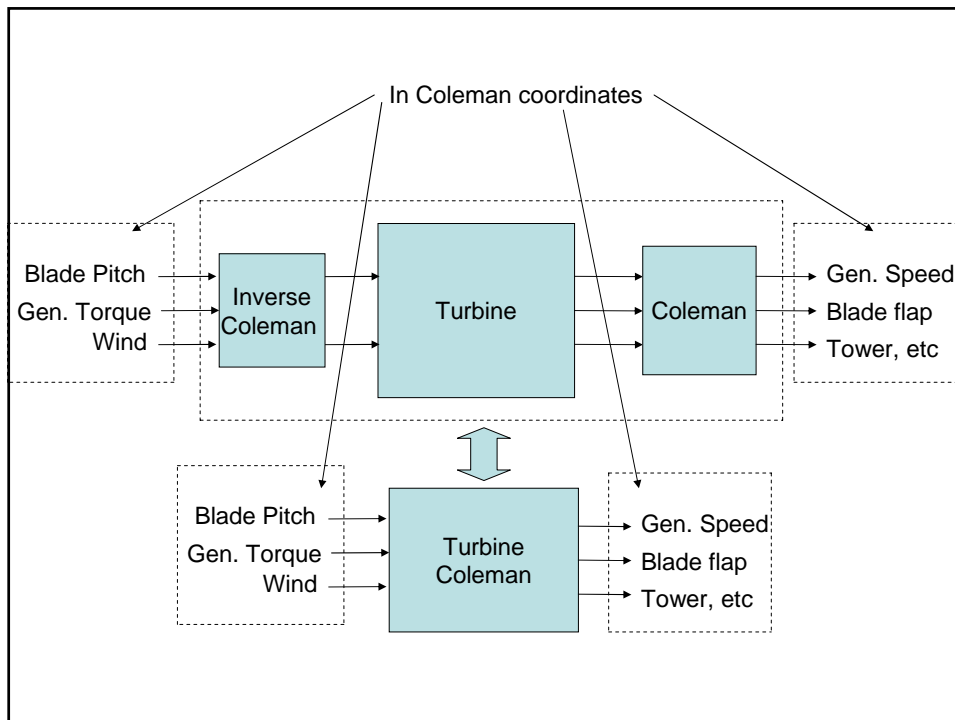 In Coleman coordinates
Blade Pitch
Gen. Torque
Wind
Inverse
Coleman
Turbine
Coleman
Gen. Speed
Blade flap
Tower, etc
Blade Pitch
Gen. Torque
Wind
Turbine
Coleman
Gen. Speed
Blade flap
Tower, etc